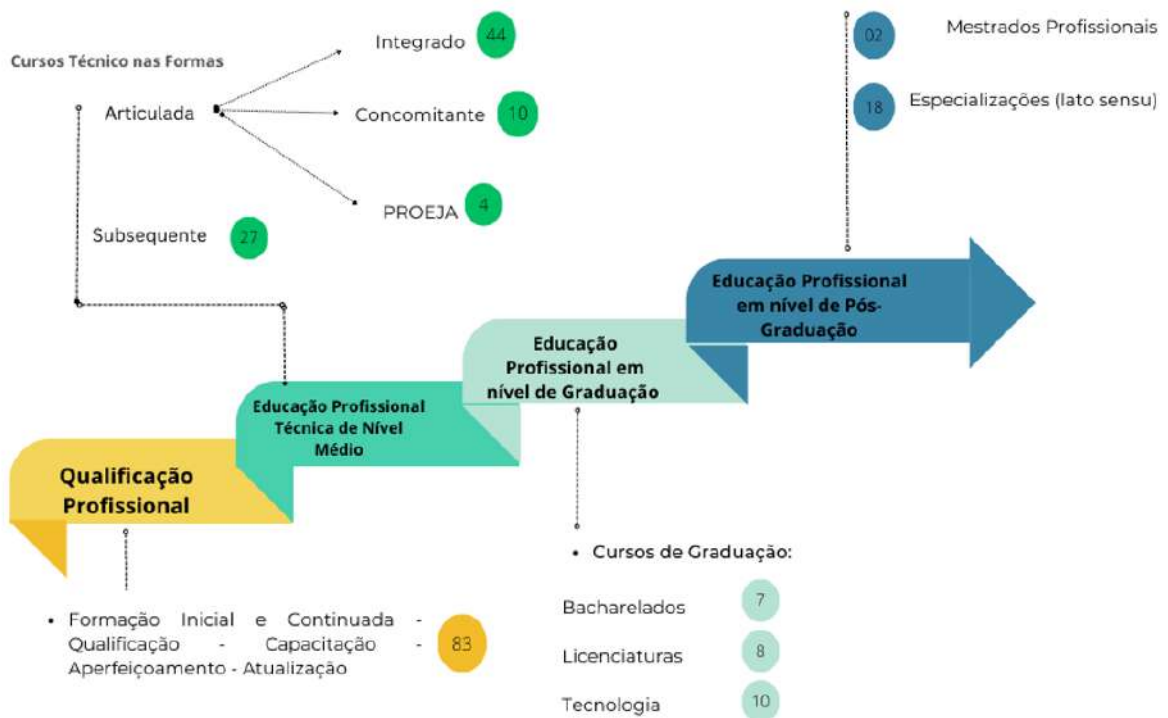 Cursos Técnico nas Formas
Articulada
Integrado
44
Concomitante
10
PROEJA
4
Subsequente
27
02
Mestrados Profissionais
18
Especializações (lato sensu)
Educação Profissional
em nível de Pós-
Graduação
Educação
Profissional em
nível de Graduação
Educação Profissional
Técnica de Nível
Médio
Qualificação
Profissional
• Formação Inicial e Continuada -
Qualificação - Capacitação -
Aperfeiçoamento - Atualização
83
• Cursos de Graduação:
Bacharelados
7
Licenciaturas
8
Tecnologia
10